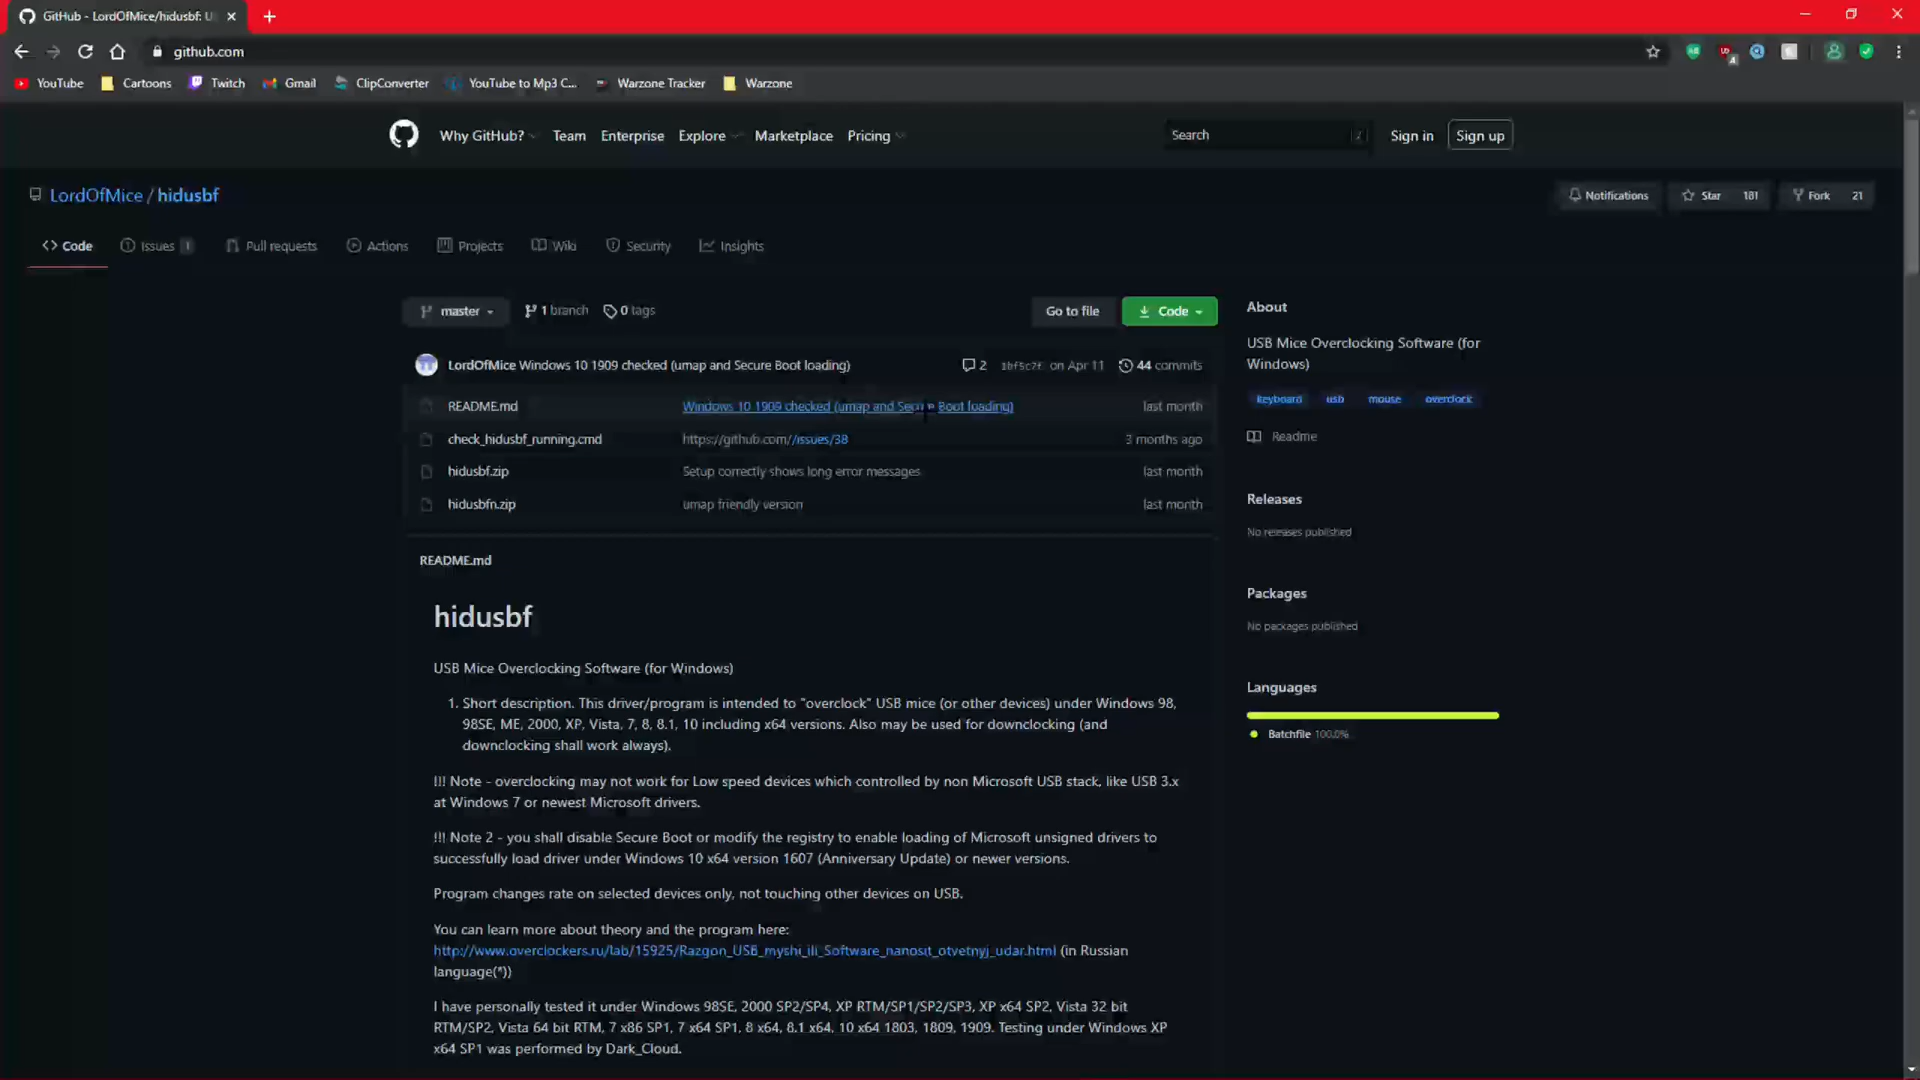 GitHub - LordOfMice/hidusbf: U
github.com
YouTube
Cartoons
Twitch
Gmail
ClipConverter
YouTube to Mp3 C...
Warzone Tracker
Warzone
Why GitHub?
Team
Enterprise
Explore
Marketplace
Pricing
Search
/
Sign in
Sign up
LordOfMice / hidusbf
Notifications
Star 181
Fork 21
Code
Issues 1
Pull requests
Actions
Projects
Wiki
Security
Insights
master
1 branch
0 tags
Go to file
Code
LordOfMice Windows 10 1909 checked (umap and Secure Boot loading)
2
on Apr 11
44 commits
README.md
Windows 10 1909 checked (umap and Secure Boot loading)
last month
check_hidusbf_running.cmd
https://github.com//issues/38
3 months ago
hidusbf.zip
Setup correctly shows long error messages
last month
hidusbfn.zip
umap friendly version
last month
About
USB Mice Overclocking Software (for
Windows)
keyboard usb mouse overclock
Readme
Releases
No releases published
Packages
No packages published
Languages
Batchfile 100.0%
README.md
hidusbf
USB Mice Overclocking Software (for Windows)
1. Short description. This driver/program is intended to "overclock" USB mice (or other devices) under Windows 98,
98SE, ME, 2000, XP, Vista, 7, 8, 8.1, 10 including x64 versions. Also may be used for downclocking (and
downclocking shall work always).
!!! Note - overclocking may not work for Low speed devices which controlled by non Microsoft USB stack, like USB 3.x
at Windows 7 or newest Microsoft drivers.
!!! Note 2 - you shall disable Secure Boot or modify the registry to enable loading of Microsoft unsigned drivers to
successfully load driver under Windows 10 x64 version 1607 (Anniversary Update) or newer versions.
Program changes rate on selected devices only, not touching other devices on USB.
You can learn more about theory and the program here:
http://www.overclockers.ru/lab/15925/Razgon_USB_myshi_ili_Software_nanosit_otvetnyj_udar.html (in Russian
language(*))
I have personally tested it under Windows 98SE, 2000 SP2/SP4, XP RTM/SP1/SP2/SP3, XP x64 SP2, Vista 32 bit
RTM/SP2, Vista 64 bit RTM, 7 x86 SP1, 7 x64 SP1, 8 x64, 8.1 x64, 10 x64 1803, 1809, 1909. Testing under Windows XP
x64 SP1 was performed by Dark_Cloud.